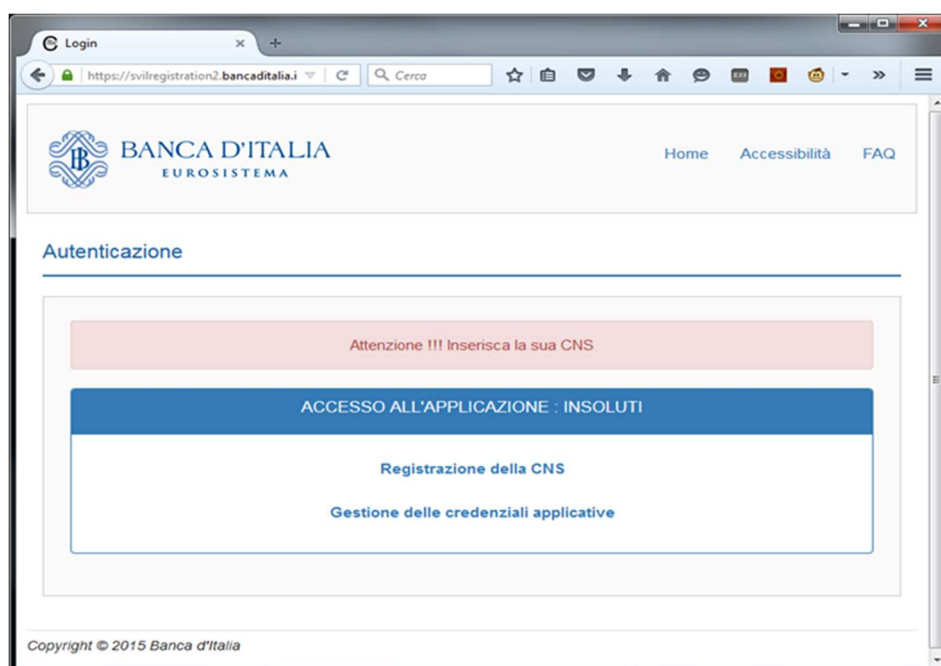 Login
https://svilregistration2.bancaditalia.i
Cerca
BANCA D'ITALIA
EUROSISTEMA
Home Accessibilità FAQ
Autenticazione
Attenzione !!! Inserisca la sua CNS
ACCESSO ALL'APPLICAZIONE : INSOLUTI
Registrazione della CNS
Gestione delle credenziali applicative
Copyright © 2015 Banca d'Italia